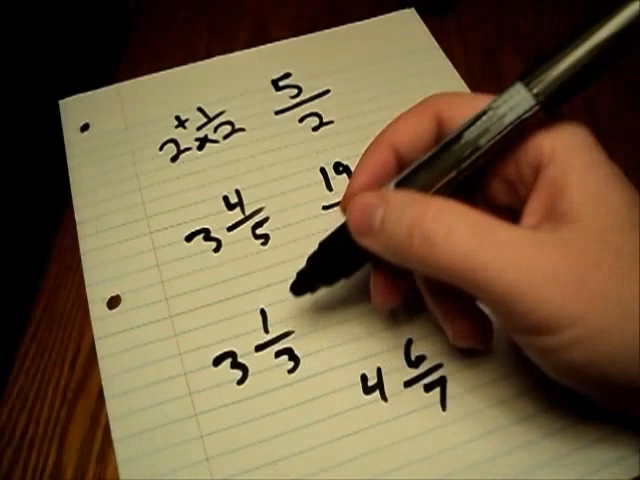 2 + 1/× 2 5/2
3 4/5 19/
3 1/3
4 6/7